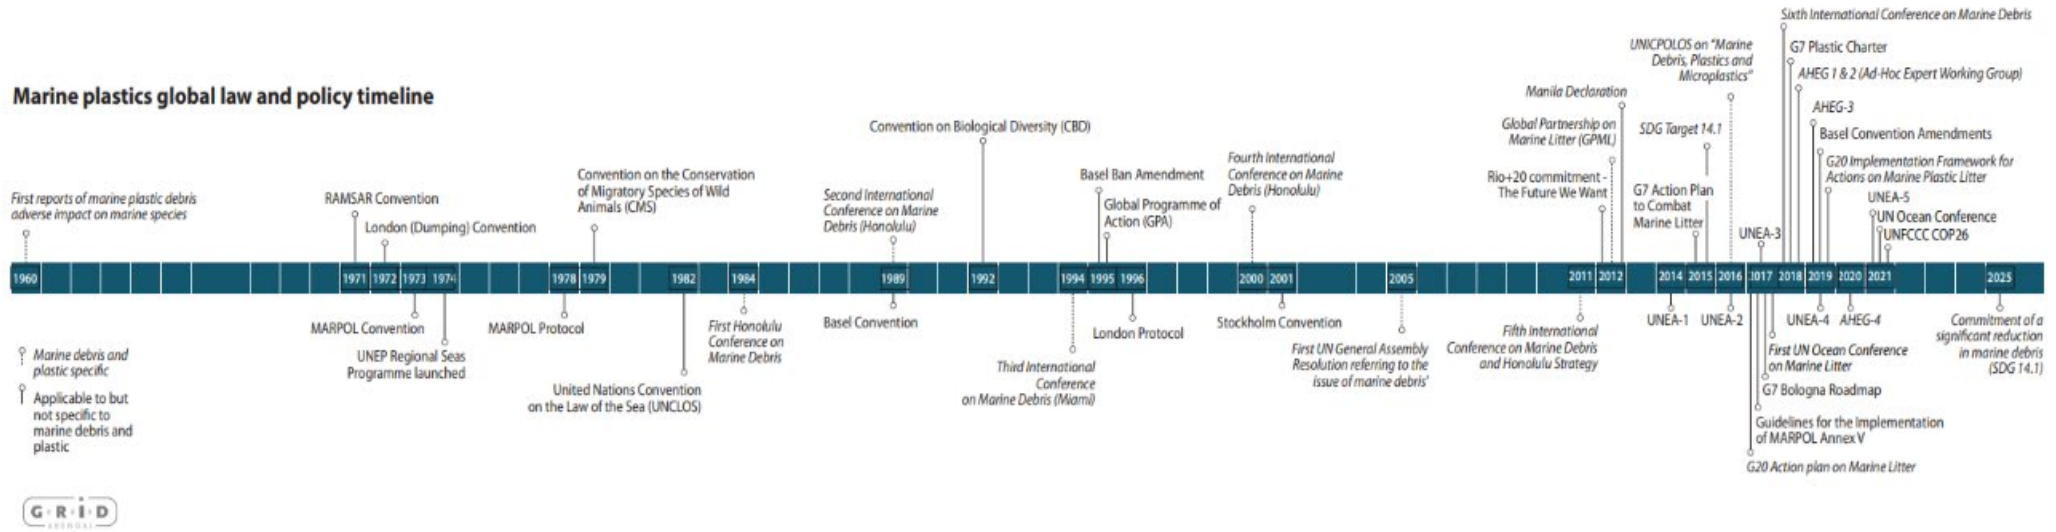 Marine plastics global law and policy timeline
First reports of marine plastic debris
adverse impact on marine species
RAMSAR Convention
London (Dumping) Convention
Convention on the Conservation
of Migratory Species of Wild
Animals (CMS)
Second International
Conference on Marine
Debris (Honolulu)
Convention on Biological Diversity (CBD)
Basel Ban Amendment
Global Programme of
Action (GPA)
Fourth International
Conference on Marine
Debris (Honolulu)
Rio+20 commitment -
The Future We Want
Global Partnership on
Marine Litter (GPML)
Manila Declaration
G7 Action Plan
to Combat
Marine Litter
SDG Target 14.1
UNICPOLOS on "Marine
Debris, Plastics and
Microplastics"
UNEA-3
Sixth International Conference on Marine Debris
G7 Plastic Charter
AHEG 1 & 2 (Ad-Hoc Expert Working Group)
AHEG-3
Basel Convention Amendments
G20 Implementation Framework for
Actions on Marine Plastic Litter
UNEA-5
UN Ocean Conference
UNFCCC COP26
1960 1971 1972 1973 1974 1978 1979 1982 1984 1989 1992 1994 1995 1996 2000 2001 2005 2011 2012 2014 2015 2016 2017 2018 2019 2020 2021 2025
MARPOL Convention
UNEP Regional Seas
Programme launched
MARPOL Protocol
United Nations Convention
on the Law of the Sea (UNCLOS)
First Honolulu
Conference on
Marine Debris
Basel Convention
Third International
Conference
on Marine Debris (Miami)
London Protocol
Stockholm Convention
First UN General Assembly
Resolution referring to the
issue of marine debris'
Fifth International
Conference on Marine Debris
and Honolulu Strategy
UNEA-1
UNEA-2
UNEA-4
AHEG-4
First UN Ocean Conference
on Marine Litter
G7 Bologna Roadmap
Guidelines for the Implementation
of MARPOL Annex V
G20 Action plan on Marine Litter
Commitment of a
significant reduction
in marine debris
(SDG 14.1)
Marine debris and
plastic specific
Applicable to but
not specific to
marine debris and
plastic
G R I D